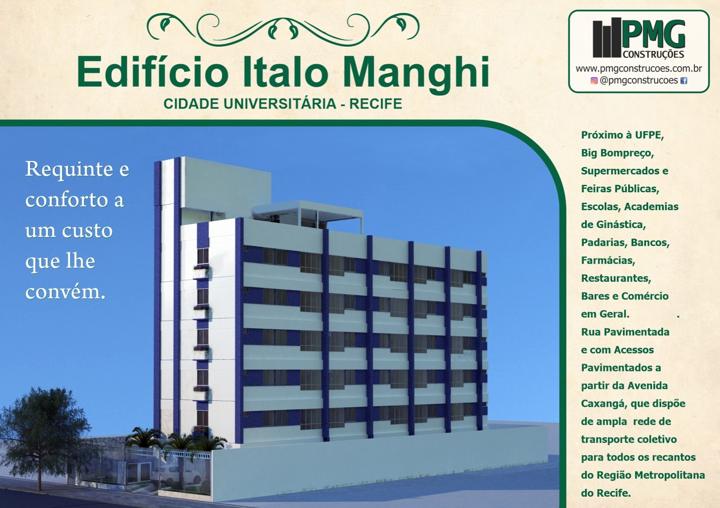 Edifício Italo Manghi
CIDADE UNIVERSITÁRIA - RECIFE
PMG
CONSTRUÇÕES
www.pmgconstrucoes.com.br
@pmgconstrucoes
Requinte e
conforto a
um custo
que lhe
convém.
Próximo à UFPE,
Big Bompreço,
Supermercados e
Feiras Públicas,
Escolas, Academias
de Ginástica,
Padarias, Bancos,
Farmácias,
Restaurantes,
Bares e Comércio
em Geral. .
Rua Pavimentada
e com Acessos
Pavimentados a
partir da Avenida
Caxangá, que dispõe
de ampla rede de
transporte coletivo
para todos os recantos
do Região Metropolitana
do Recife.